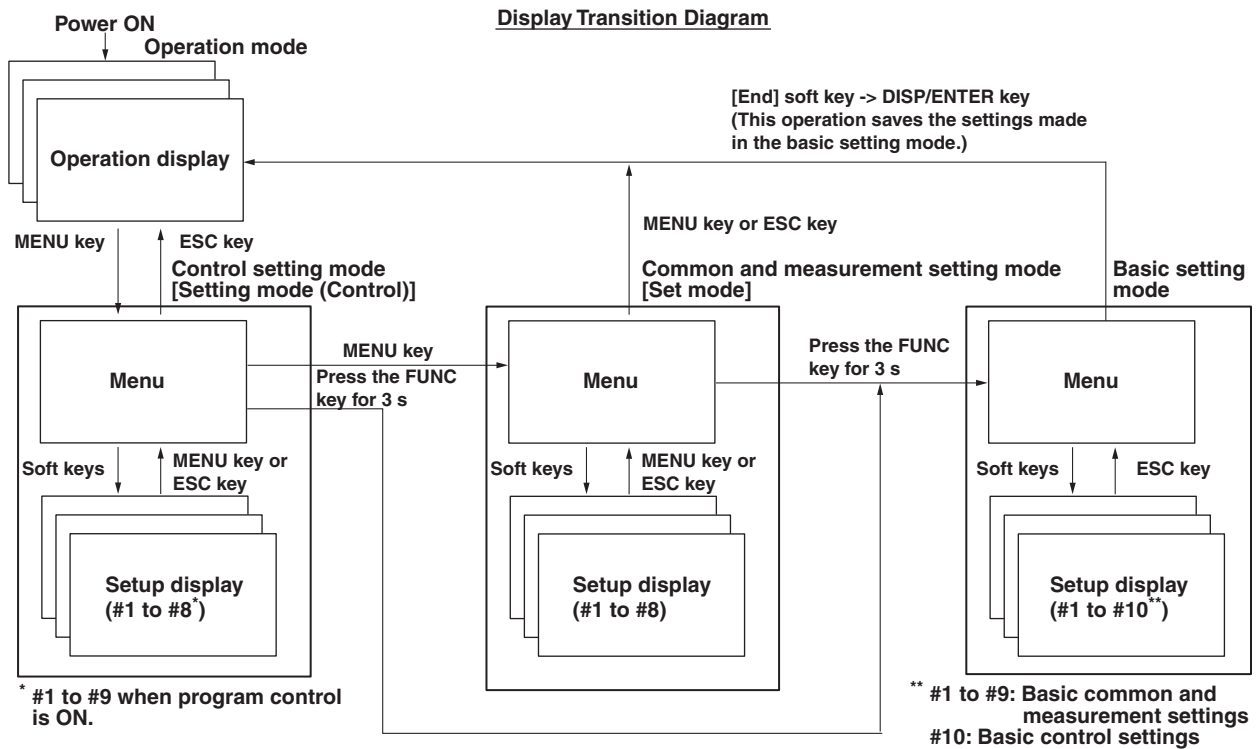 Display Transition Diagram
Power ON
Operation mode
Operation display
[End] soft key -> DISP/ENTER key
(This operation saves the settings made
in the basic setting mode.)
MENU key
ESC key
MENU key or ESC key
Control setting mode
[Setting mode (Control)]
Common and measurement setting mode
[Set mode]
Basic setting
mode
Menu
MENU key
Press the FUNC
key for 3 s
Menu
Press the FUNC
key for 3 s
Menu
Soft keys
MENU key or
ESC key
Soft keys
MENU key or
ESC key
Soft keys
ESC key
Setup display
(#1 to #8*)
Setup display
(#1 to #8)
Setup display
(#1 to #10**)
* #1 to #9 when program control
is ON.
** #1 to #9: Basic common and
measurement settings
#10: Basic control settings